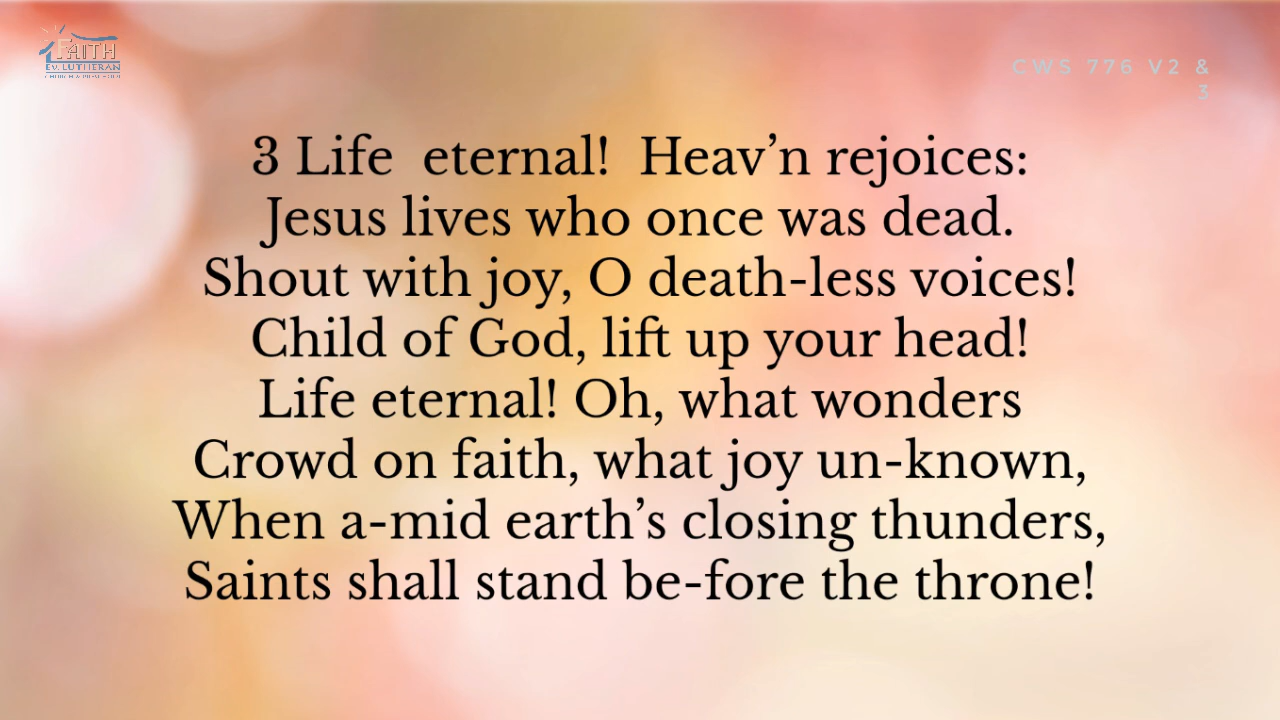 FAITH
EV. LUTHERAN
CWS 776 V2 &
3
3 Life  eternal!  Heav’n rejoices:
Jesus lives who once was dead.
Shout with joy, O death-less voices!
Child of God, lift up your head!
Life eternal! Oh, what wonders
Crowd on faith, what joy un-known,
When a-mid earth’s closing thunders,
Saints shall stand be-fore the throne!